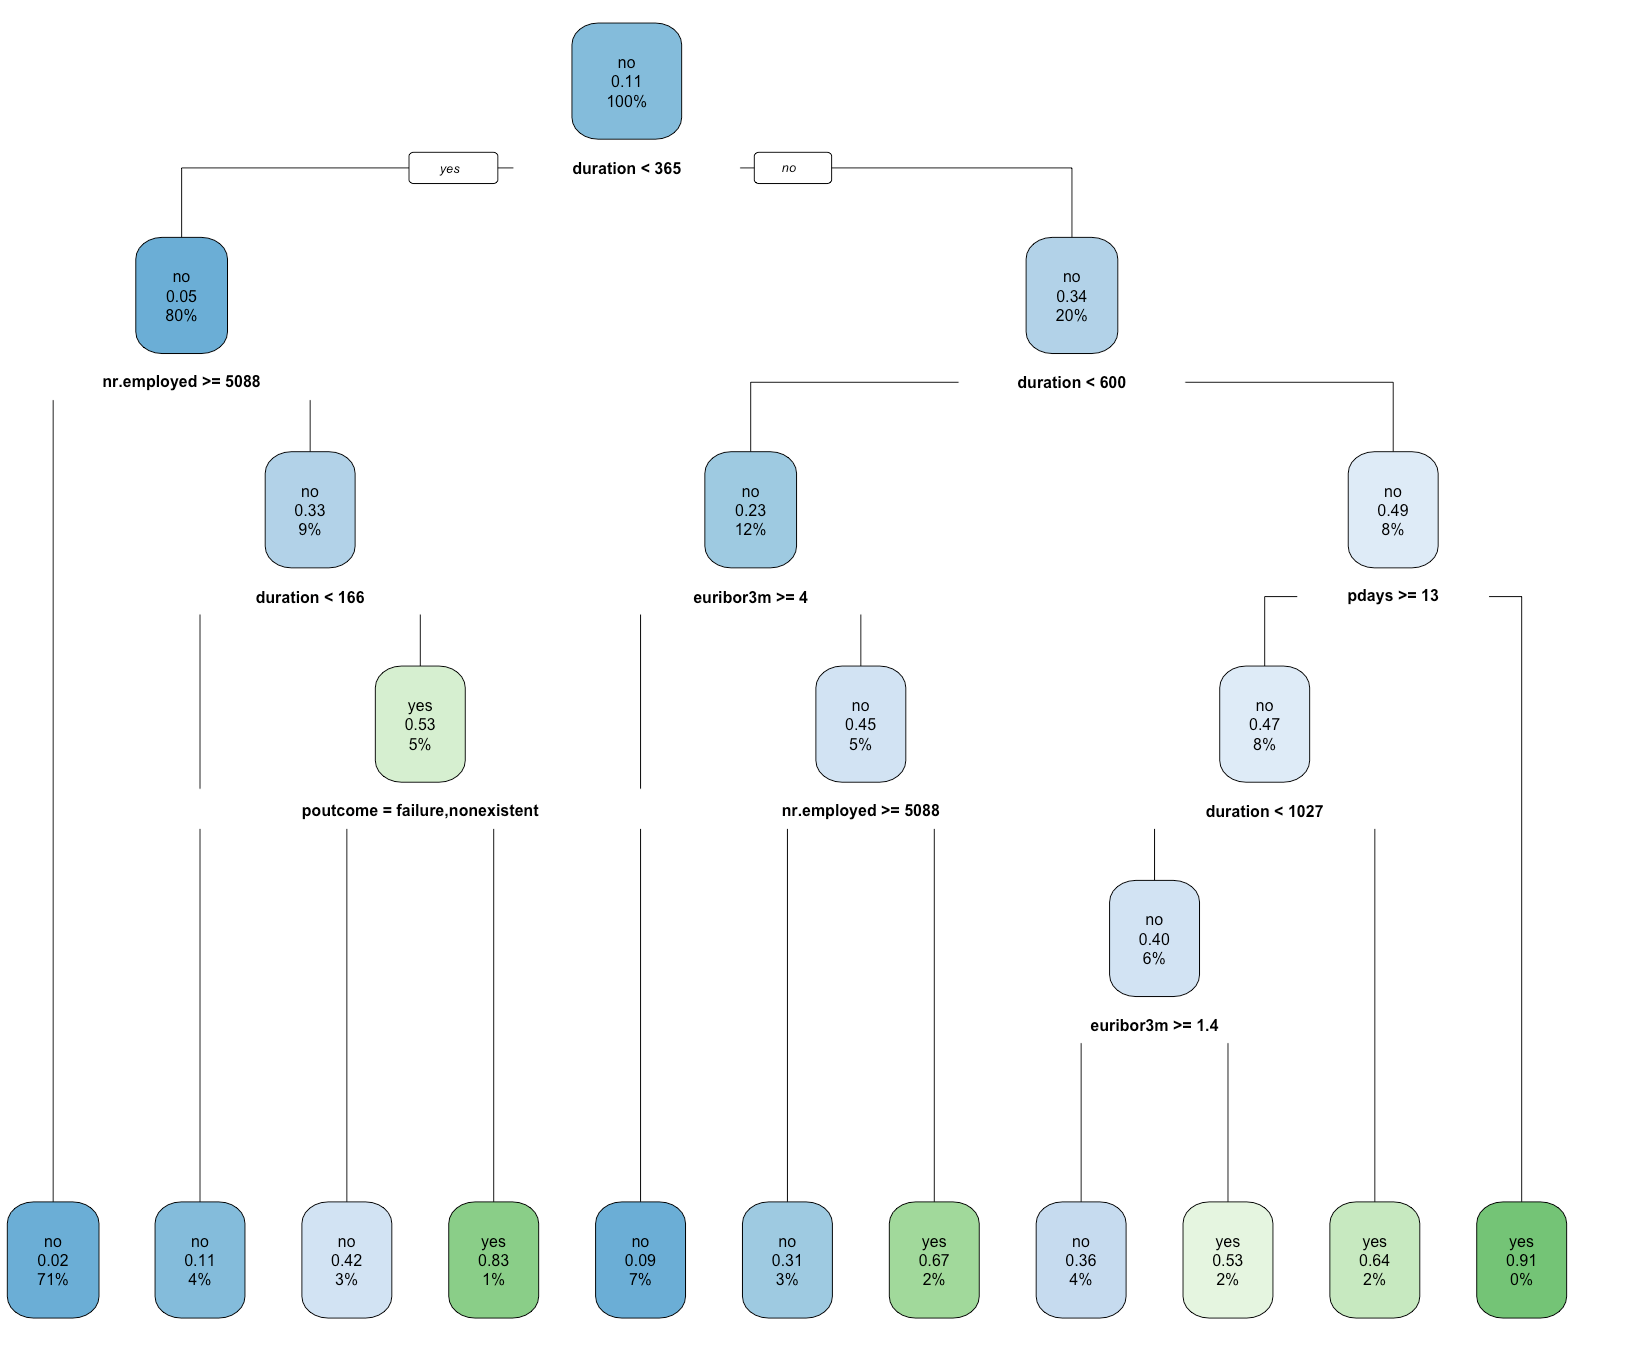 no
0.11
100%
yes
duration < 365
no
no
0.05
80%
no
0.34
20%
nr.employed >= 5088
duration < 600
no
0.33
9%
no
0.23
12%
no
0.49
8%
duration < 166
euribor3m >= 4
pdays >= 13
yes
0.53
5%
no
0.45
5%
no
0.47
8%
poutcome = failure,nonexistent
nr.employed >= 5088
duration < 1027
no
0.40
6%
euribor3m >= 1.4
no
0.02
71%
no
0.11
4%
no
0.42
3%
yes
0.83
1%
no
0.09
7%
no
0.31
3%
yes
0.67
2%
no
0.36
4%
yes
0.53
2%
yes
0.64
2%
yes
0.91
0%